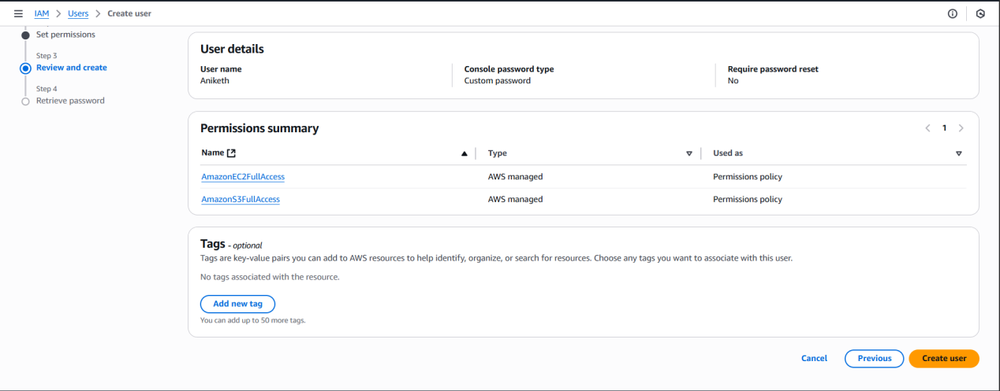 IAM > Users > Create user
Set permissions
Step 3
Review and create
Step 4
Retrieve password
User details
User name Console password type Require password reset
Aniketh Custom password No
Permissions summary 1
Name Type Used as
AmazonEC2FullAccess AWS managed Permissions policy
AmazonS3FullAccess AWS managed Permissions policy
Tags - optional
Tags are key-value pairs you can add to AWS resources to help identify, organize, or search for resources. Choose any tags you want to associate with this user.
No tags associated with the resource.
Add new tag
You can add up to 50 more tags.
Cancel Previous Create user